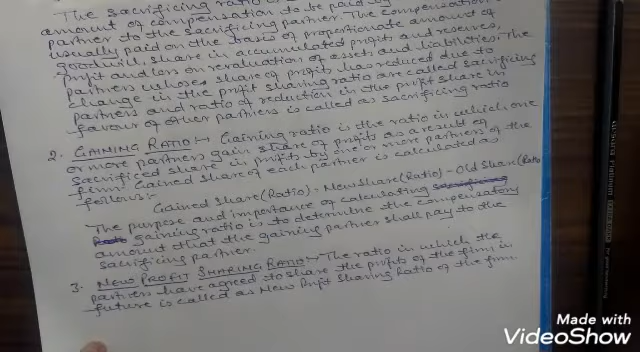 The sacrificing ratio is
amount of compensation to be paid by
partner to the sacrificing partner. The compensation
usually paid on the basis of proportionate amount of
goodwill, share in accumulated profits and reserves,
profit and loss on revaluation of assets and liabilities. The
partners whose share of profits has reduced due to
change in the profit sharing ratio are called sacrificing
partners and ratio of reduction in the profit share in
favour of other partners is called as sacrificing ratio
2. GAINING RATIO:- Gaining ratio is the ratio in which one
or more partners gain share of profits as a result of
sacrificed share in profits by one or more partners of the
firm. Gained share of each partner is calculated as
follows:-
Gained Share (Ratio) = New Share (Ratio) - Old Share (Ratio)
The purpose and importance of calculating
gaining ratio is to determine the compensatory
amount that the gaining partner shall pay to the
sacrificing partner.
3. NEW PROFIT SHARING RATIO:- The ratio in which the
partners have agreed to share the profits of the firm in
future is called as New Profit Sharing Ratio of the firm.
Platinum
Made with
VideoShow